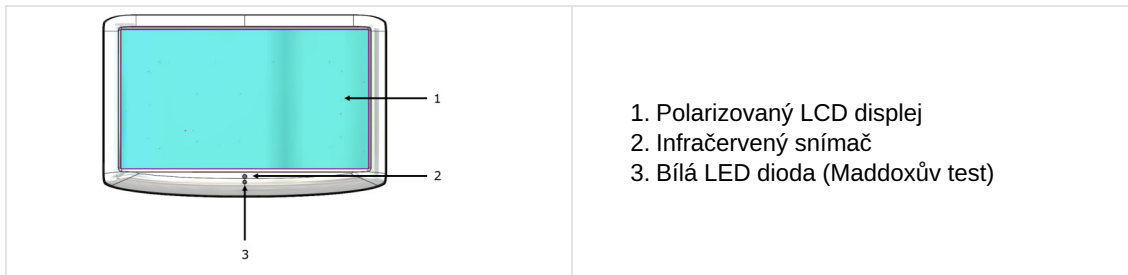 1
2
3
1. Polarizovaný LCD displej
2. Infračervený snímač
3. Bílá LED dioda (Maddoxův test)